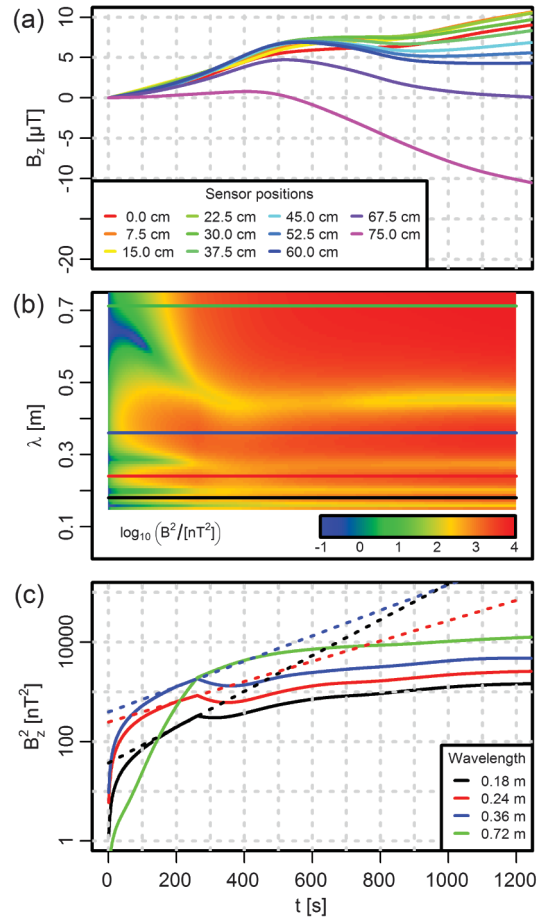 (a)
10
5
0
-5
-10
-20
B_z [μT]
Sensor positions
0.0 cm 22.5 cm 45.0 cm 67.5 cm
7.5 cm 30.0 cm 52.5 cm 75.0 cm
15.0 cm 37.5 cm 60.0 cm
(b)
0.7
0.5
0.3
0.1
λ [m]
log₁₀ (B²/[nT²])
-1 0 1 2 3 4
(c)
10000
100
1
B_z² [nT²]
Wavelength
0.18 m
0.24 m
0.36 m
0.72 m
0 200 400 600 800 1000 1200
t [s]